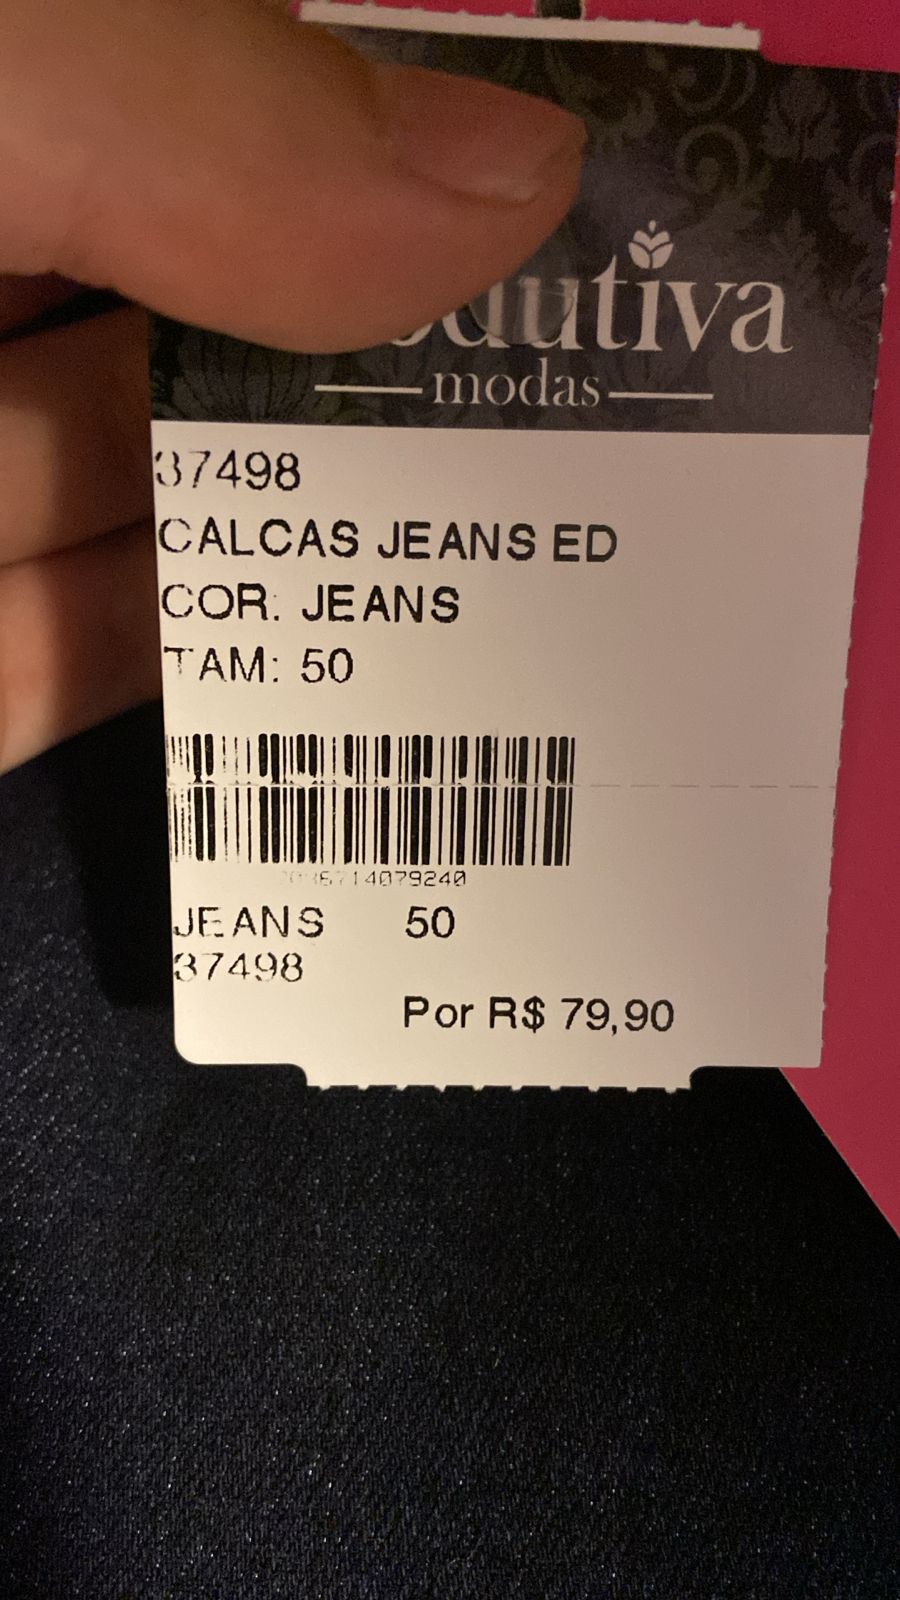 modas
37498
CALCAS JEANS ED
COR: JEANS
TAM: 50
JEANS 50
37498
Por R$ 79,90